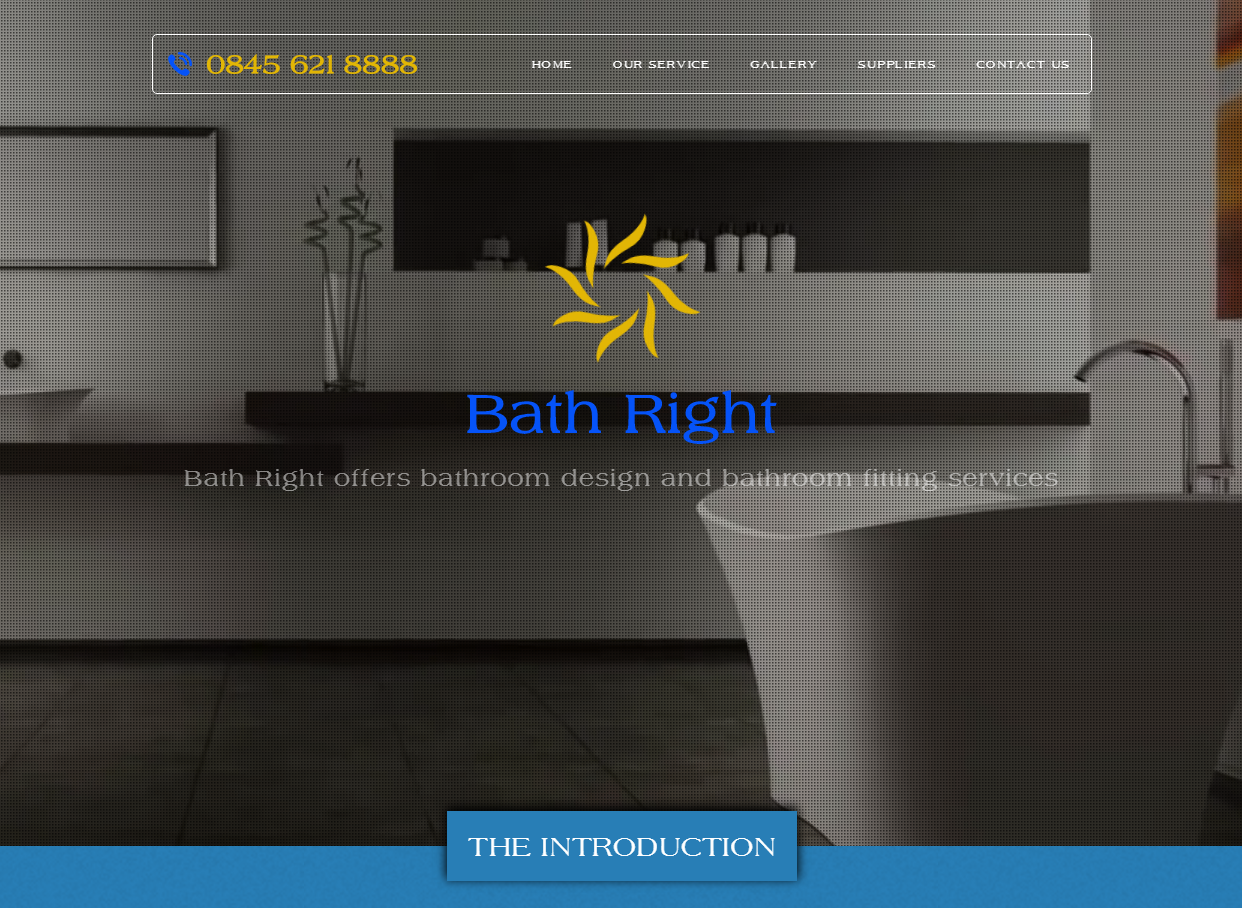 0845 621 8888
HOME
OUR SERVICE
GALLERY
SUPPLIERS
CONTACT US
Bath Right
Bath Right offers bathroom design and bathroom fitting services
THE INTRODUCTION